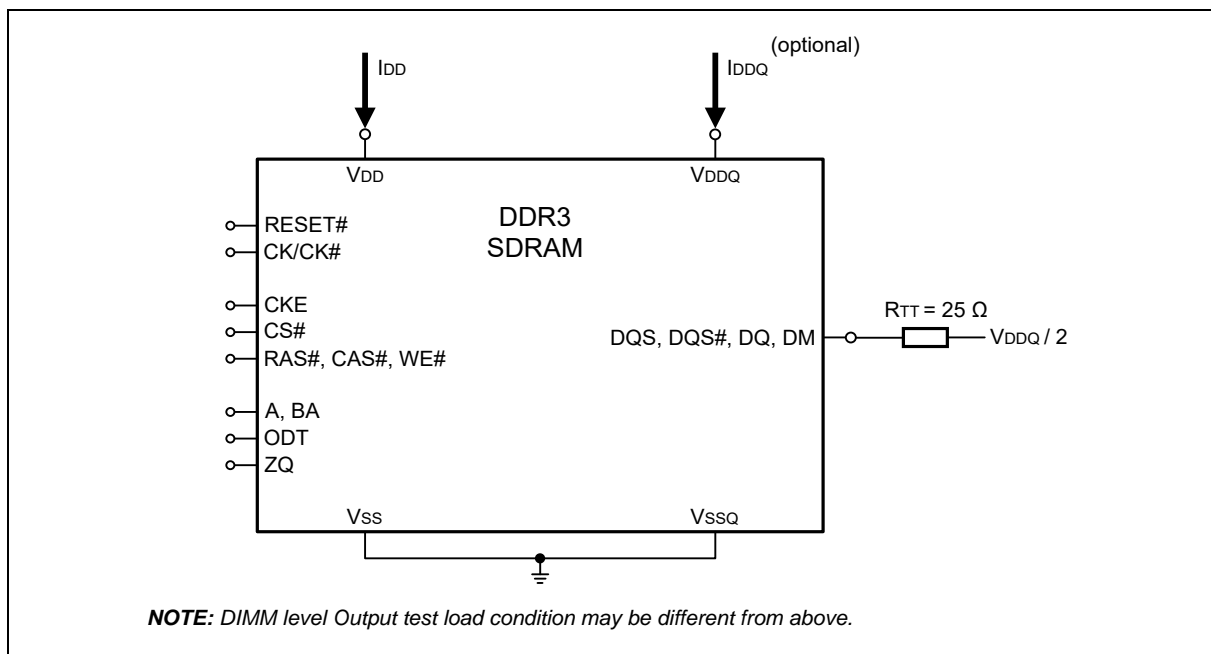 (optional)
IDD
IDDQ
VDD
VDDQ
DDR3
SDRAM
RESET#
CK/CK#
CKE
CS#
RAS#, CAS#, WE#
A, BA
ODT
ZQ
DQS, DQS#, DQ, DM
RTT = 25 Ω
VDDQ / 2
VSS
VSSQ
NOTE: DIMM level Output test load condition may be different from above.